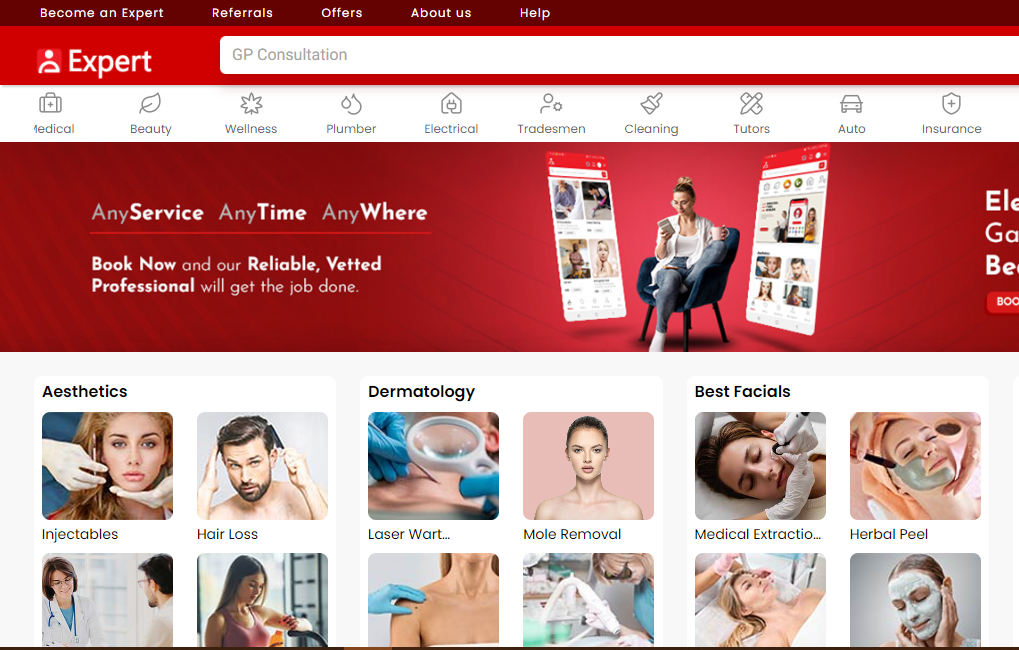 Become an Expert Referrals Offers About us Help
Expert
GP Consultation
Medical Beauty Wellness Plumber Electrical Tradesmen Cleaning Tutors Auto Insurance
AnyService AnyTime AnyWhere
Book Now and our Reliable, Vetted
Professional will get the job done.
Ele
Ga
Be
BOO
Aesthetics
Injectables Hair Loss
Dermatology
Laser Wart... Mole Removal
Best Facials
Medical Extractio... Herbal Peel